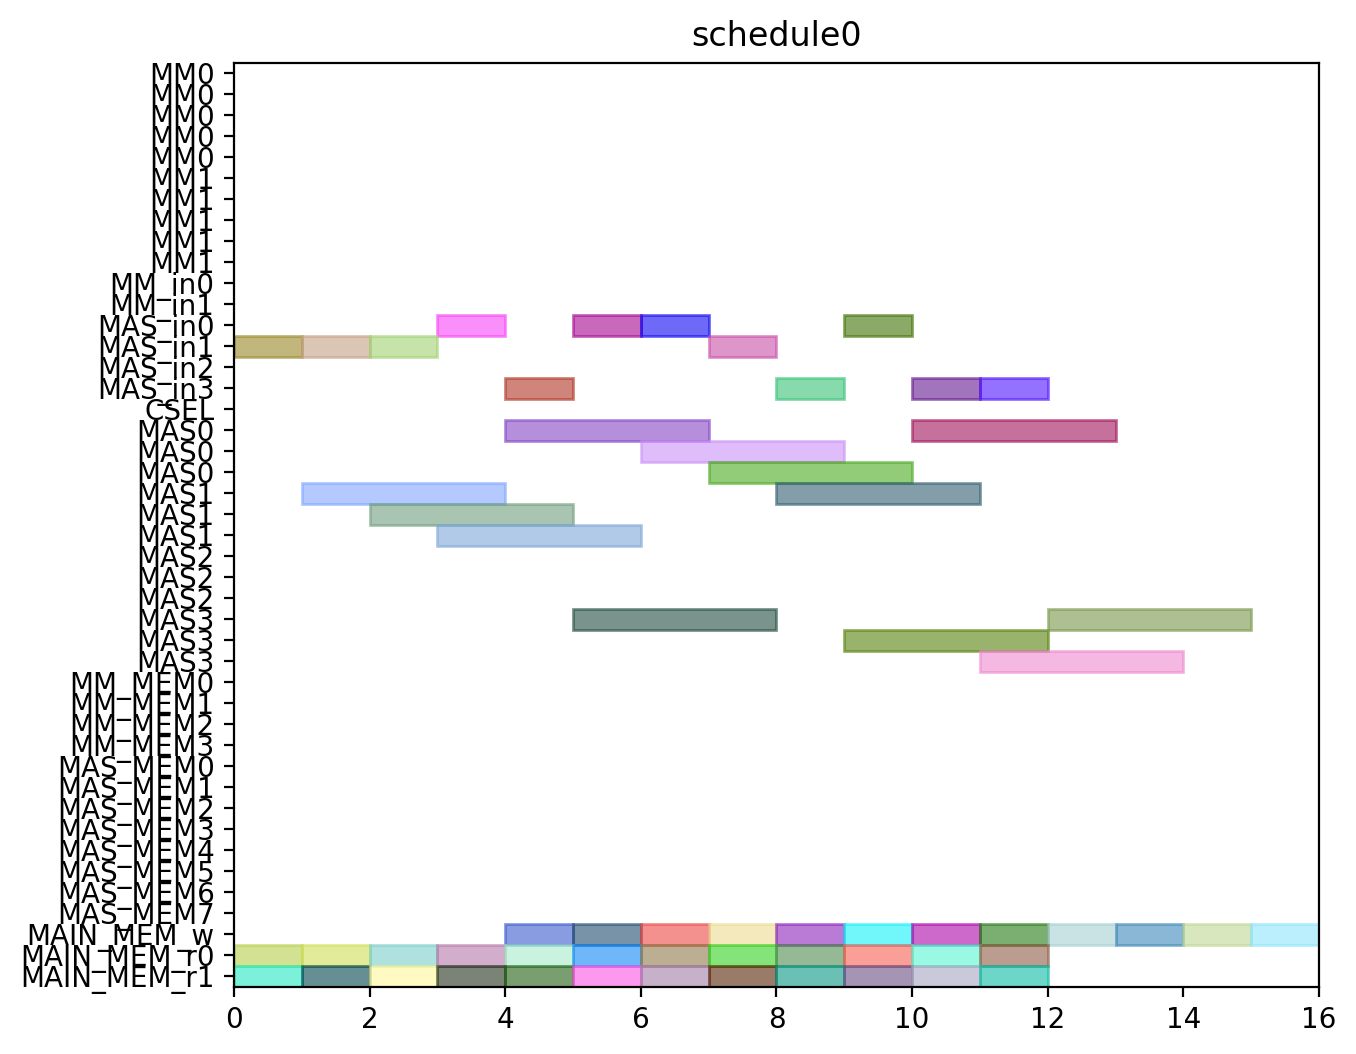 schedule0
MM0
MM0
MM0
MM0
MM0
MM1
MM1
MM1
MM1
MM1
MM_in0
MM_in1
MAS_in0
MAS_in1
MAS_in2
MAS_in3
CSEL
MAS0
MAS0
MAS0
MAS1
MAS1
MAS1
MAS2
MAS2
MAS2
MAS3
MAS3
MAS3
MM_MEM0
MM_MEM1
MM_MEM2
MM_MEM3
MAS_MEM0
MAS_MEM1
MAS_MEM2
MAS_MEM3
MAS_MEM4
MAS_MEM5
MAS_MEM6
MAS_MEM7
MAIN_MEM_w
MAIN_MEM_r0
MAIN_MEM_r1
0 2 4 6 8 10 12 14 16